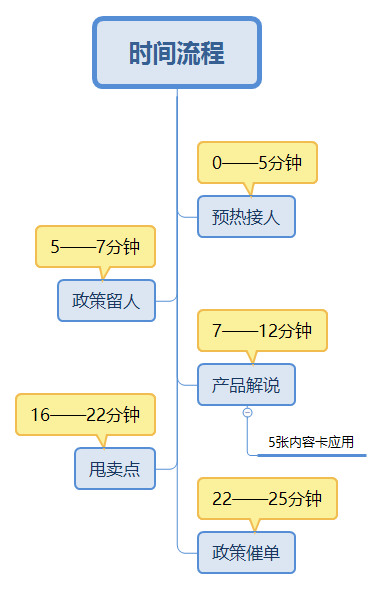 时间流程
0——5分钟
预热接人
5——7分钟
政策留人
7——12分钟
产品解说
5张内容卡应用
16——22分钟
甩卖点
22——25分钟
政策催单